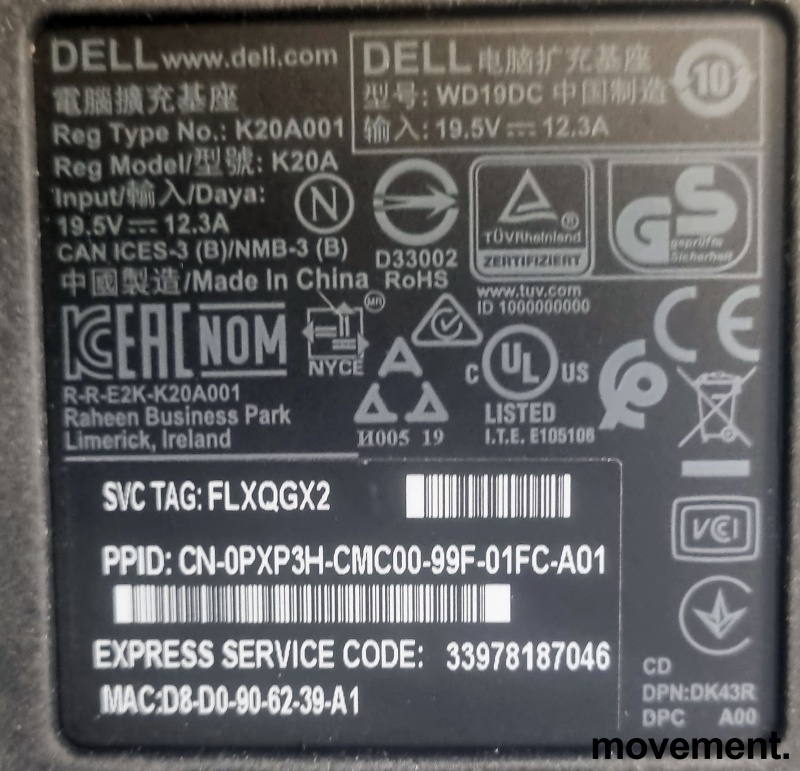 DELL www.dell.com
電腦擴充基座
Reg Type No.: K20A001
Reg Model/型號: K20A
Input/輸入/Daya:
19.5V⎓12.3A
CAN ICES-3 (B)/NMB-3 (B)
中國製造/Made In China
DELL 电脑扩充基座
型号: WD19DC 中国制造
输入: 19.5V⎓12.3A
10
N
D33002
RoHS
TÜVRheinland
ZERTIFIZIERT
GS
geprüfte
Sicherheit
www.tuv.com
ID 1000000000
EAC NOM
MR
NYCE
C UL US
LISTED
I.T.E. E105106
CE
И005 19
R-R-E2K-K20A001
Raheen Business Park
Limerick, Ireland
SVC TAG: FLXQGX2
PPID: CN-0PXP3H-CMC00-99F-01FC-A01
EXPRESS SERVICE CODE: 33978187046
MAC:D8-D0-90-62-39-A1
VCI
CD
DPN:DK43R
DPC A00
movement.